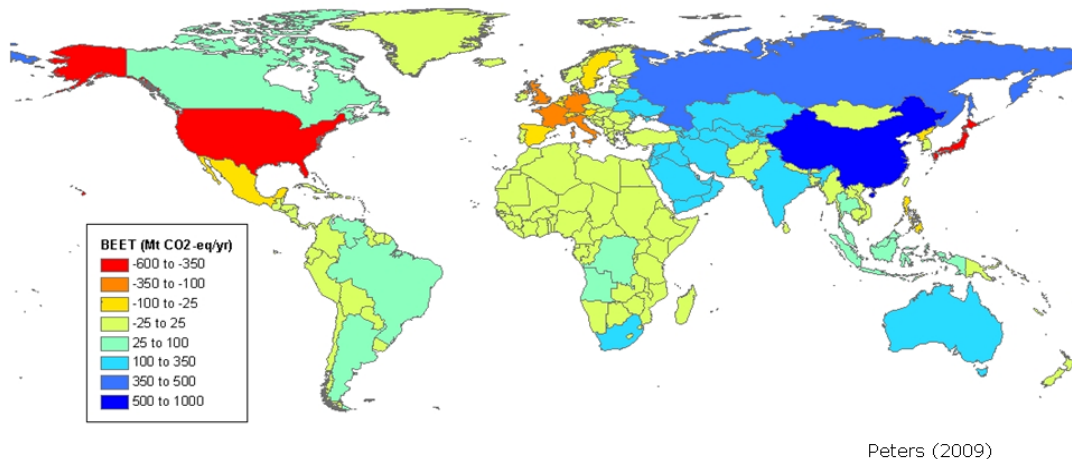 BEET (Mt CO2-eq/yr)
-600 to -350
-350 to -100
-100 to -25
-25 to 25
25 to 100
100 to 350
350 to 500
500 to 1000
Peters (2009)